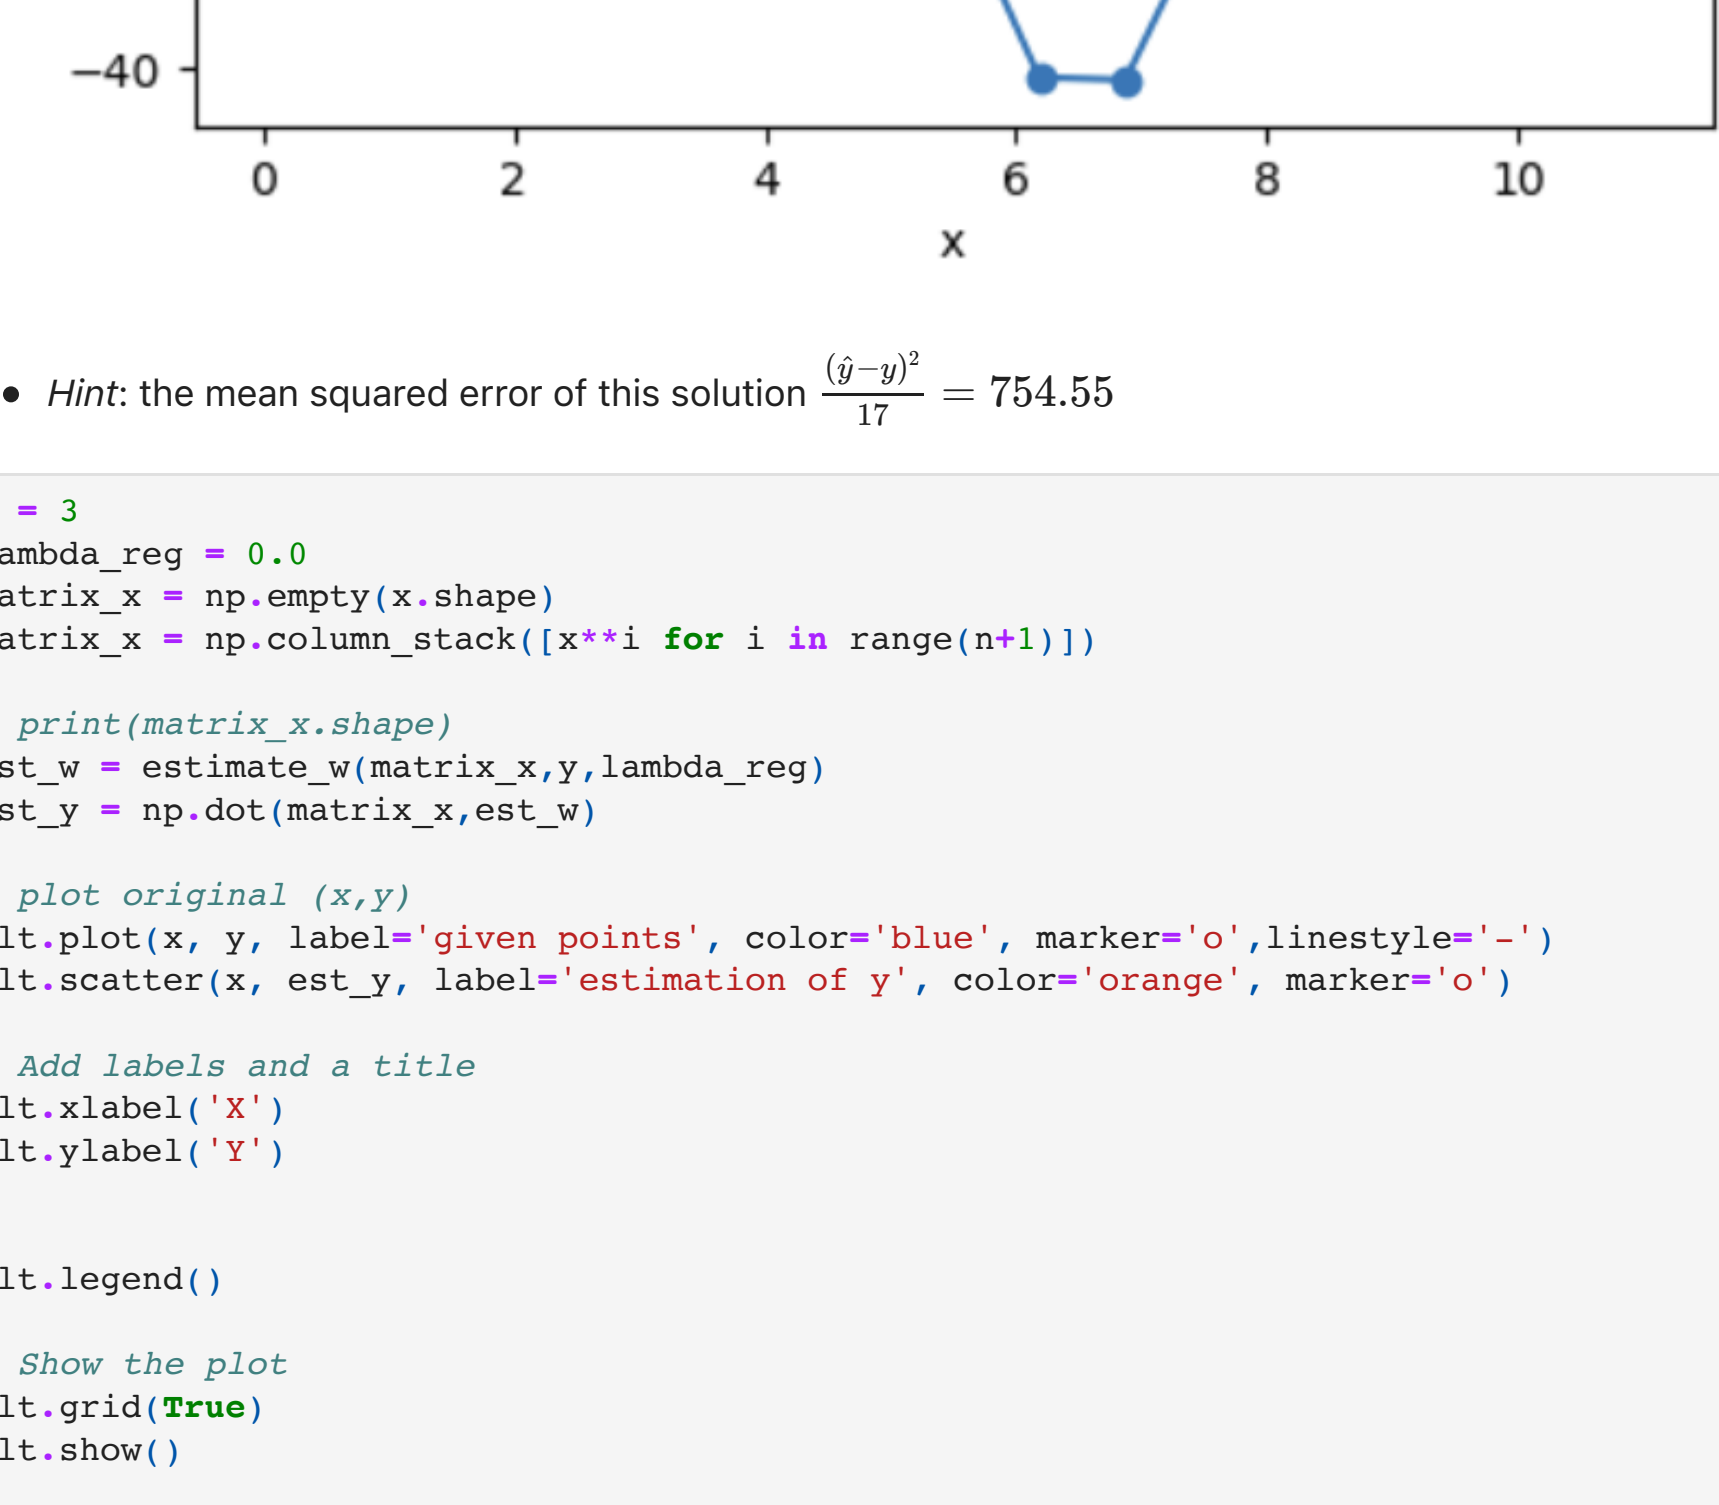 −40
0 2 4 6 8 10
x
• Hint: the mean squared error of this solution (ŷ−y)²/17 = 754.55
= 3
ambda_reg = 0.0
atrix_x = np.empty(x.shape)
atrix_x = np.column_stack([x**i for i in range(n+1)])
print(matrix_x.shape)
st_w = estimate_w(matrix_x,y,lambda_reg)
st_y = np.dot(matrix_x,est_w)
plot original (x,y)
lt.plot(x, y, label='given points', color='blue', marker='o',linestyle='-')
lt.scatter(x, est_y, label='estimation of y', color='orange', marker='o')
Add labels and a title
lt.xlabel('X')
lt.ylabel('Y')
lt.legend()
Show the plot
lt.grid(True)
lt.show()